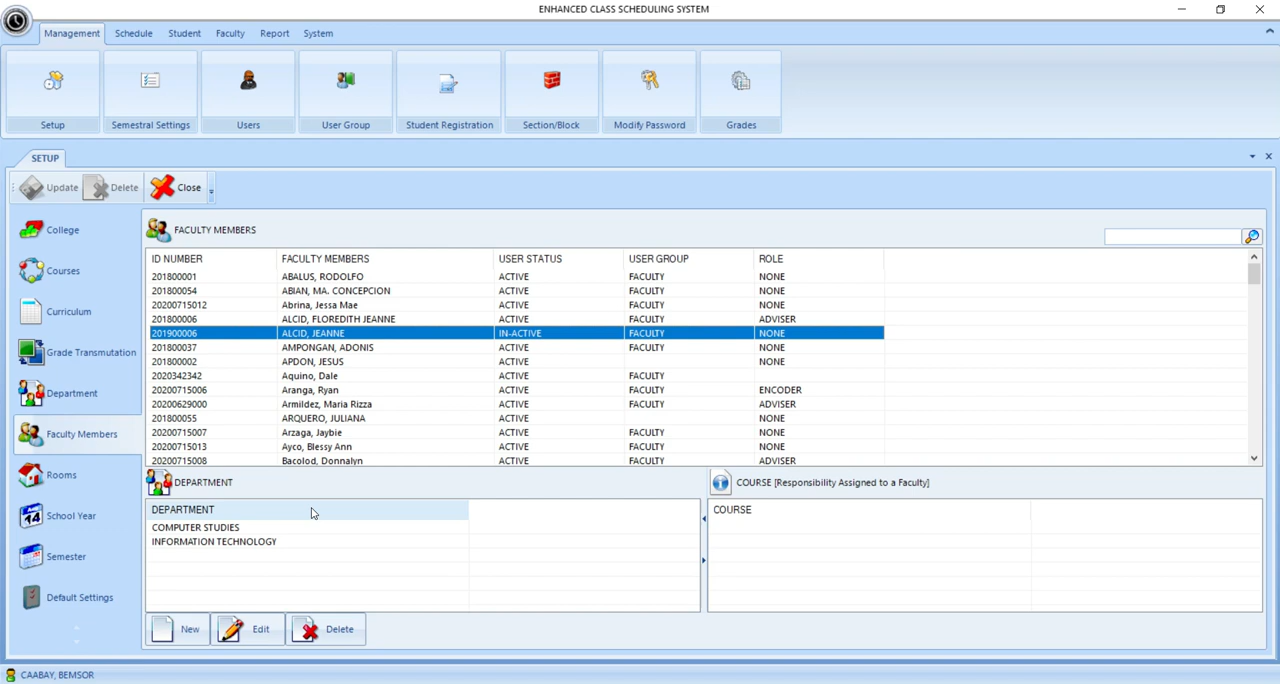 ENHANCED CLASS SCHEDULING SYSTEM
Management Schedule Student Faculty Report System
Setup Semestral Settings Users User Group Student Registration Section/Block Modify Password Grades
SETUP
Update Delete Close
College
Courses
Curriculum
Grade Transmutation
Department
Faculty Members
Rooms
School Year
14
Semester
Default Settings
FACULTY MEMBERS
ID NUMBER FACULTY MEMBERS USER STATUS USER GROUP ROLE
201800001 ABALUS, RODOLFO ACTIVE FACULTY NONE
201800054 ABIAN, MA. CONCEPCION ACTIVE FACULTY NONE
20200715012 Abrina, Jessa Mae ACTIVE FACULTY NONE
201800006 ALCID, FLOREDITH JEANNE ACTIVE FACULTY ADVISER
201900006 ALCID, JEANNE IN-ACTIVE FACULTY NONE
201800037 AMPONGAN, ADONIS ACTIVE FACULTY NONE
201800002 APDON, JESUS ACTIVE NONE
2020342342 Aquino, Dale ACTIVE FACULTY
20200715006 Aranga, Ryan ACTIVE FACULTY ENCODER
20200629000 Armildez, Maria Rizza ACTIVE FACULTY ADVISER
201800055 ARQUERO, JULIANA ACTIVE NONE
20200715007 Arzaga, Jaybie ACTIVE FACULTY NONE
20200715013 Ayco, Blessy Ann ACTIVE FACULTY NONE
20200715008 Bacolod, Donnalyn ACTIVE FACULTY ADVISER
DEPARTMENT
DEPARTMENT
COMPUTER STUDIES
INFORMATION TECHNOLOGY
COURSE [Responsibility Assigned to a Faculty]
COURSE
New Edit Delete
CAABAY, BEMSOR